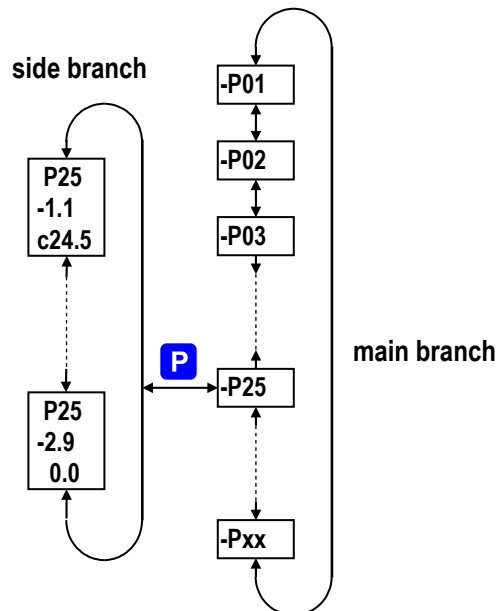 side branch
P25
-1.1
c24.5
P25
-2.9
0.0
P
-P01
-P02
-P03
-P25
-Pxx
main branch